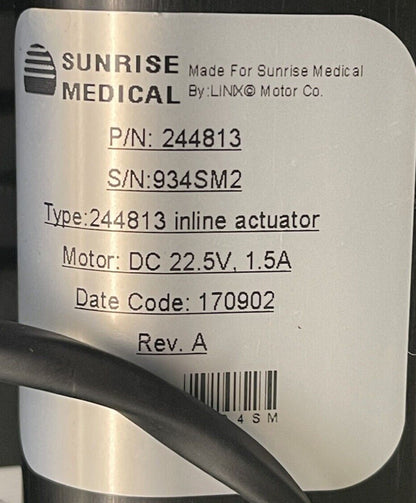 SUNRISE
MEDICAL
Made For Sunrise Medical
By:LINIX© Motor Co.
P/N: 244813
S/N:934SM2
Type:244813 inline actuator
Motor: DC 22.5V, 1.5A
Date Code: 170902
Rev. A
4SM